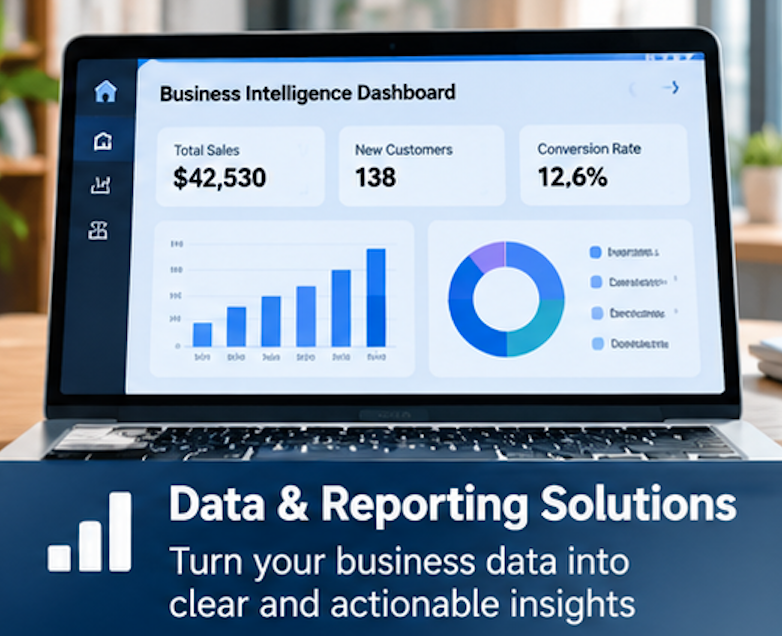 Business Intelligence Dashboard
Total Sales
$42,530
New Customers
138
Conversion Rate
12,6%
Data & Reporting Solutions
Turn your business data into
clear and actionable insights